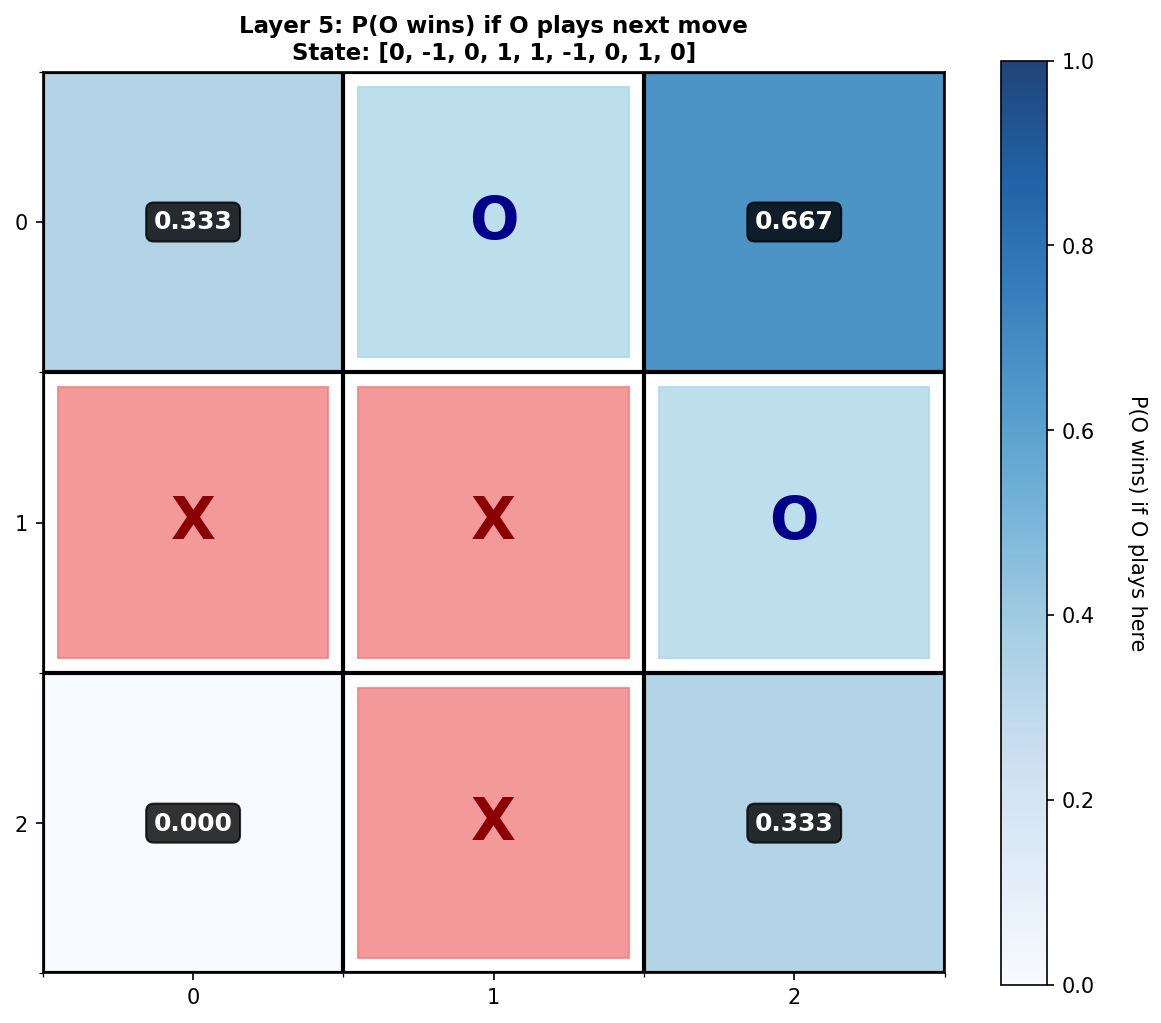 Layer 5: P(O wins) if O plays next move
State: [0, -1, 0, 1, 1, -1, 0, 1, 0]
0
0.333
O
0.667
1
X
X
O
2
0.000
X
0.333
0
1
2
1.0
0.8
0.6
0.4
0.2
0.0
P(O wins) if O plays here